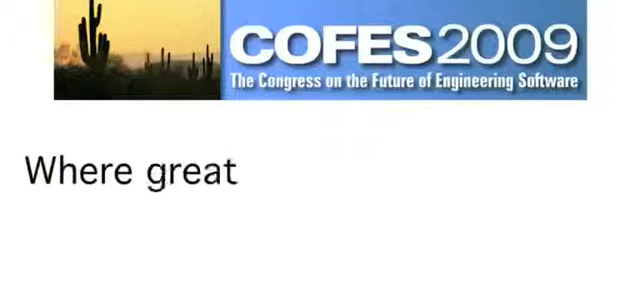 COFES2009
The Congress on the Future of Engineering Software
Where great